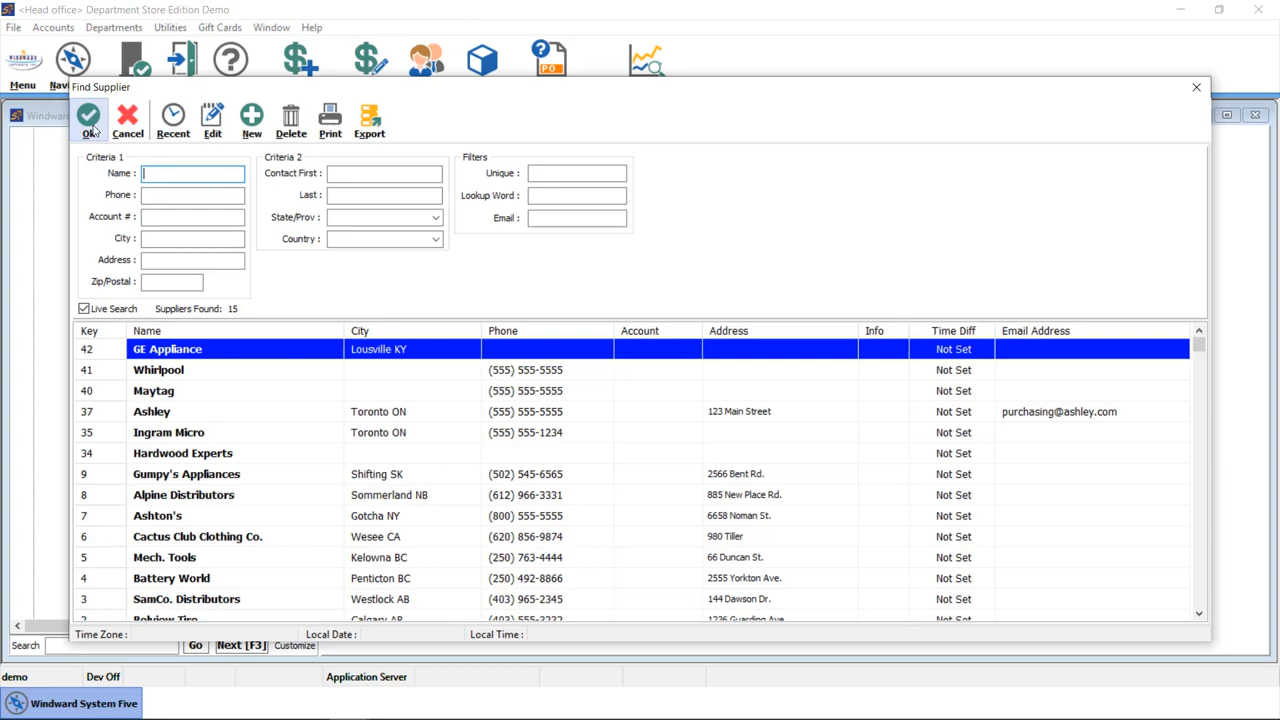 <Head office> Department Store Edition Demo
File Accounts Departments Utilities Gift Cards Window Help
WINDWARD ? $ $ ? PO
Menu
Find Supplier
Windward
Ok Cancel Recent Edit New Delete Print Export
Criteria 1 Criteria 2 Filters
Name : Contact First : Unique :
Phone : Last : Lookup Word :
Account # : State/Prov : Email :
City : Country :
Address :
Zip/Postal :
Live Search Suppliers Found: 15
Key Name City Phone Account Address Info Time Diff Email Address
42 GE Appliance Lousville KY Not Set
41 Whirlpool (555) 555-5555 Not Set
40 Maytag (555) 555-5555 Not Set
37 Ashley Toronto ON (555) 555-5555 123 Main Street Not Set purchasing@ashley.com
35 Ingram Micro Toronto ON (555) 555-1234 Not Set
34 Hardwood Experts Not Set
9 Gumpy's Appliances Shifting SK (502) 545-6565 2566 Bent Rd. Not Set
8 Alpine Distributors Sommerland NB (612) 966-3331 885 New Place Rd. Not Set
7 Ashton's Gotcha NY (800) 555-5555 6658 Noman St. Not Set
6 Cactus Club Clothing Co. Wesee CA (620) 856-9874 980 Tiller Not Set
5 Mech. Tools Kelowna BC (250) 763-4444 66 Duncan St. Not Set
4 Battery World Penticton BC (250) 492-8866 2555 Yorkton Ave. Not Set
3 SamCo. Distributors Westlock AB (403) 965-2345 144 Dawson Dr. Not Set
Time Zone : Local Date : Local Time :
Search Go Next [F3] Customize
demo Dev Off Application Server
Windward System Five